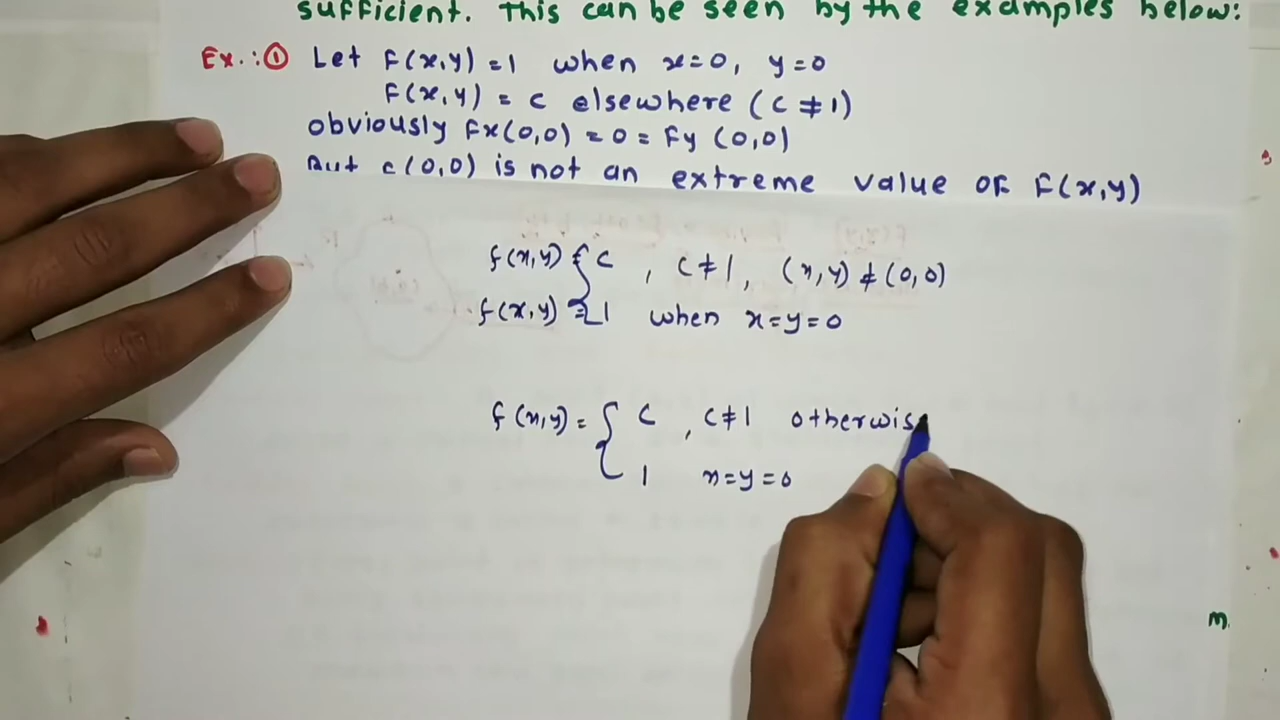 sufficient. This can be seen by the examples below:
Ex.:① Let f(x,y)=1 when x=0, y=0
f(x,y) = c elsewhere (c ≠ 1)
obviously fx(0,0) = 0 = fy (0,0)
But c(0,0) is not an extreme value of f(x,y)
f(x,y) { c , c ≠ 1, (x,y) ≠ (0,0)
f(x,y) = 1 when x=y=0
f(x,y) = { c , c≠1 otherwis
1 x=y=0
m